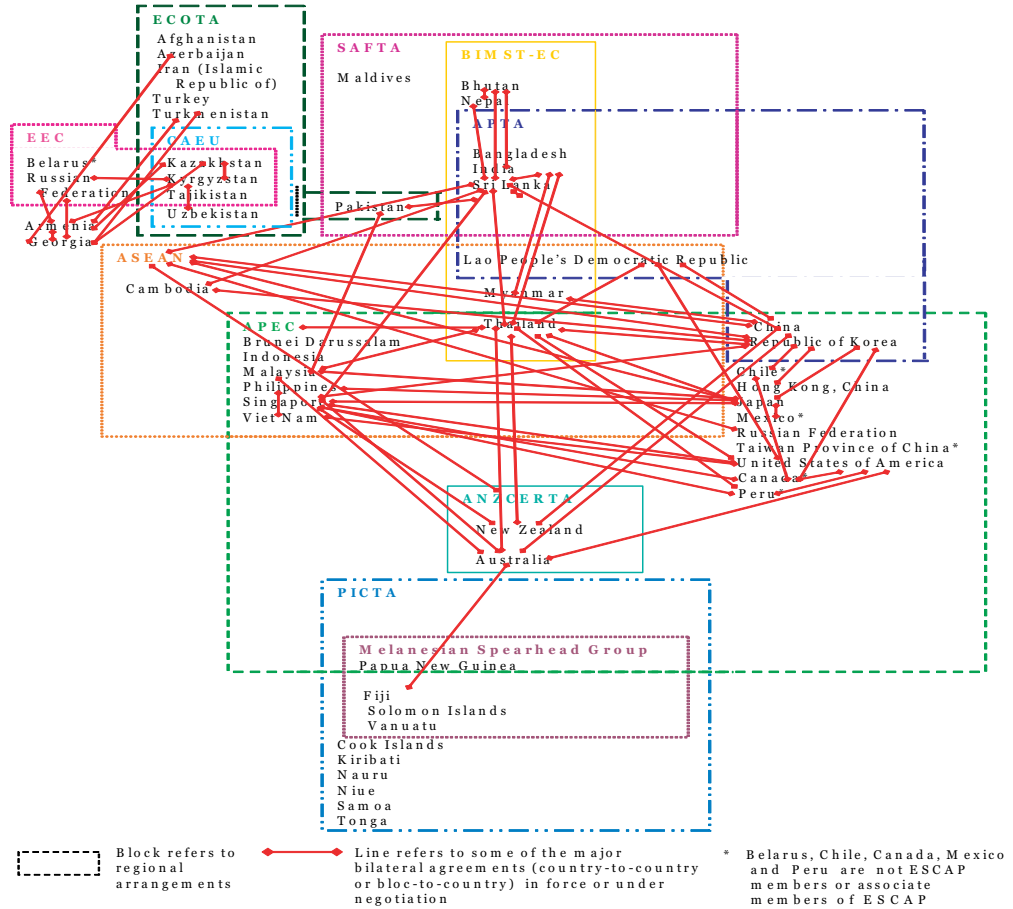 ECOTA
Afghanistan
Azerbaijan
Iran (Islamic
Republic of)
Turkey
Turkmenistan
SAFTA
Maldives
BIMST-EC
Bhutan
Nepal
APTA
Bangladesh
India
Sri Lanka
EEC
Belarus*
Russian
Federation
CAEU
Kazakhstan
Kyrgyzstan
Tajikistan
Uzbekistan
Pakistan
Armenia
Georgia
ASEAN
Cambodia
Lao People's Democratic Republic
Myanmar
Thailand
APEC
Brunei Darussalam
Indonesia
Malaysia
Philippines
Singapore
Viet Nam
China
Republic of Korea
Chile*
Hong Kong, China
Japan
Mexico*
Russian Federation
Taiwan Province of China*
United States of America
Canada*
Peru*
ANZCERTA
New Zealand
Australia
PICTA
Melanesian Spearhead Group
Papua New Guinea
Fiji
Solomon Islands
Vanuatu
Cook Islands
Kiribati
Nauru
Niue
Samoa
Tonga
Block refers to
regional
arrangements
Line refers to some of the major
bilateral agreements (country-to-country
or bloc-to-country) in force or under
negotiation
* Belarus, Chile, Canada, Mexico
and Peru are not ESCAP
members or associate
members of ESCAP